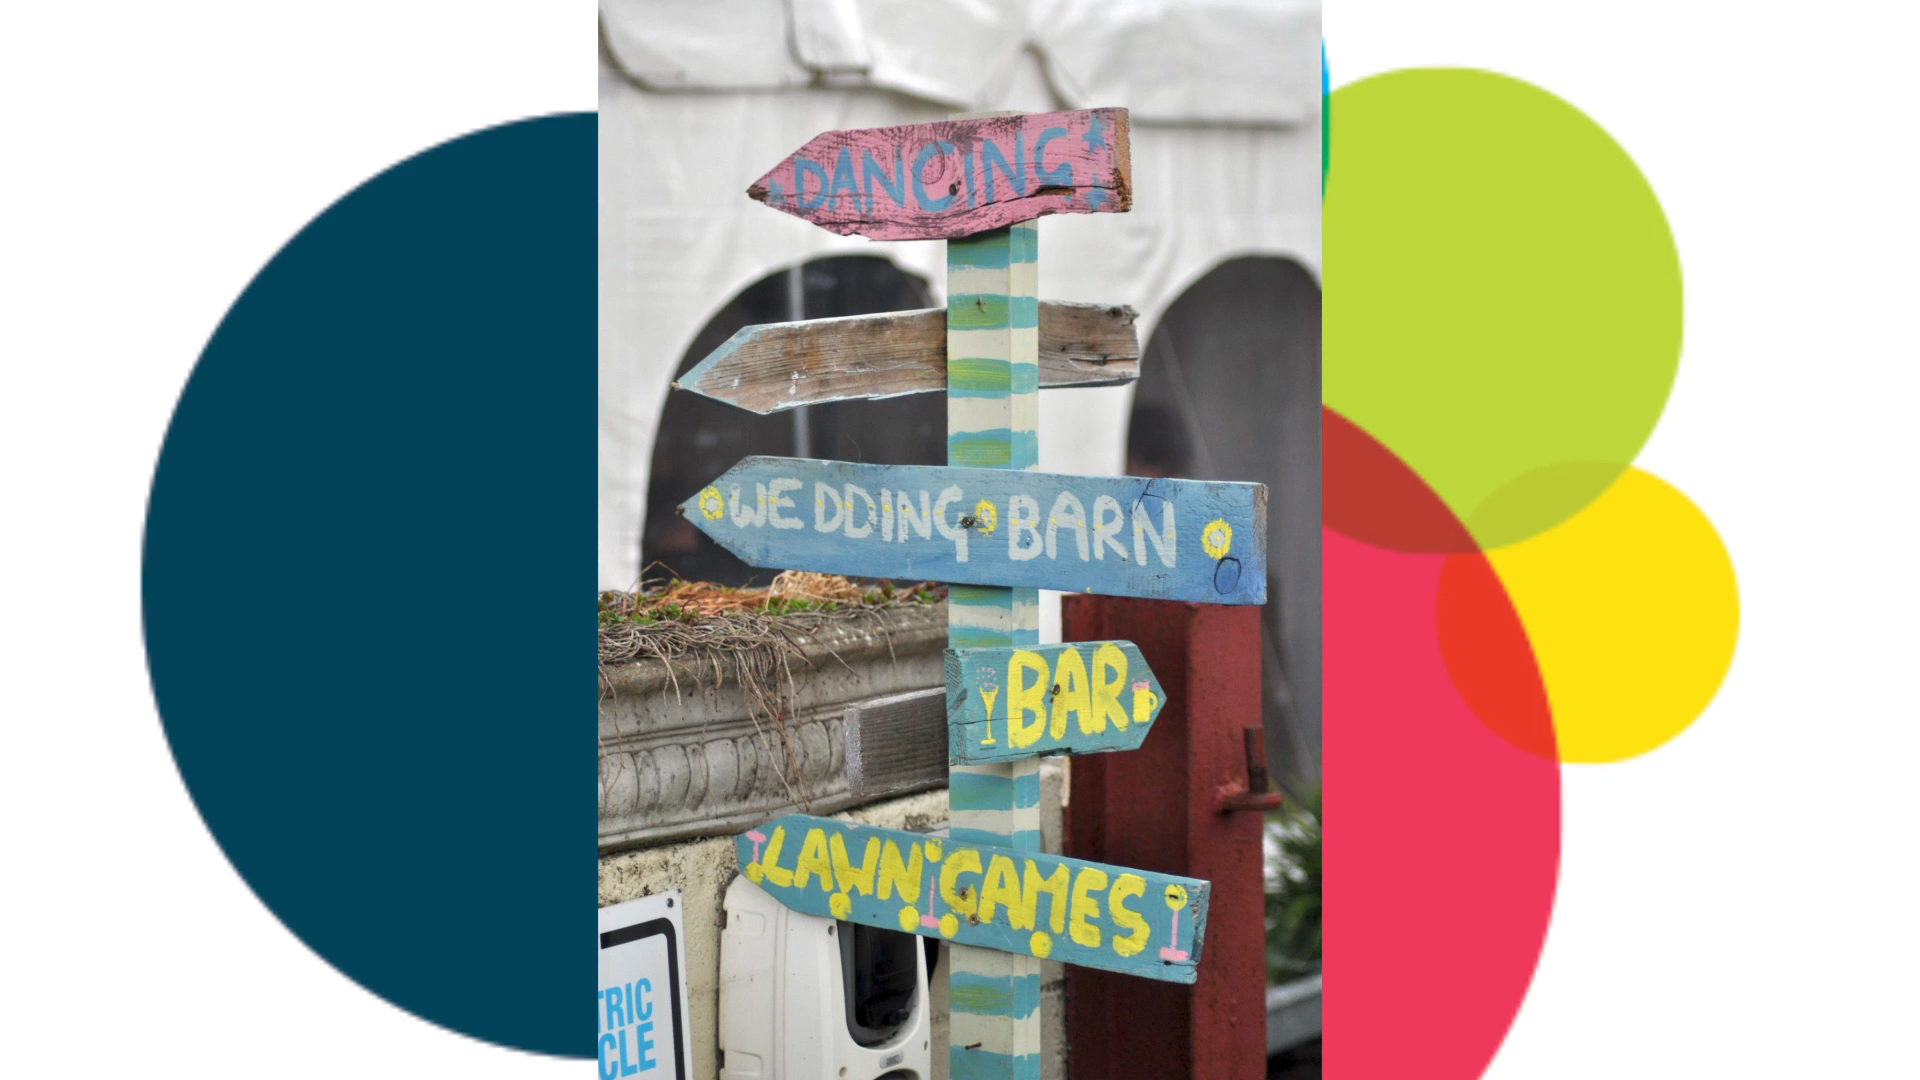 DANCING
WEDDING BARN
BAR
LAWN GAMES
TRIC
CLE